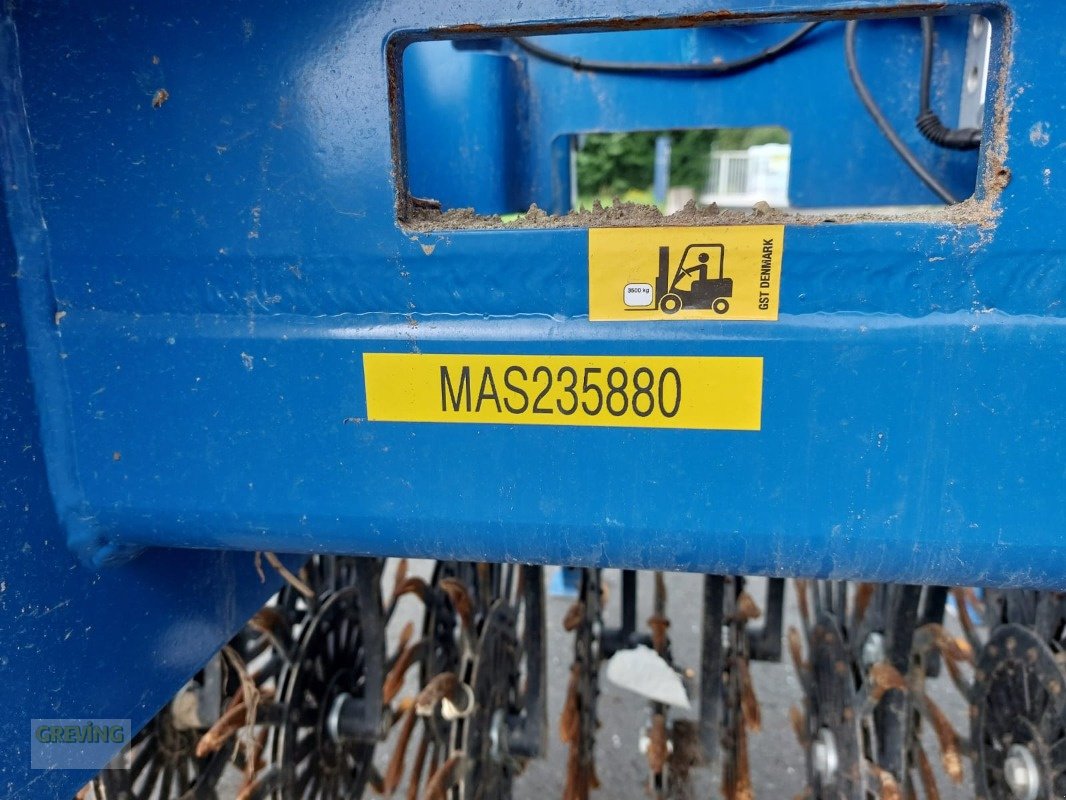 3500 kg
GST DENMARK
MAS235880
GREVING